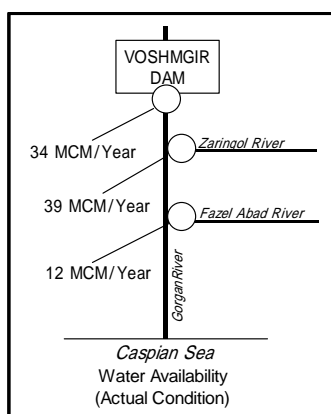 VOSHMGIR
DAM
34 MCM/Year
Zaringol River
39 MCM/Year
Fazel Abad River
12 MCM/Year
Gorgan River
Caspian Sea
Water Availability
(Actual Condition)